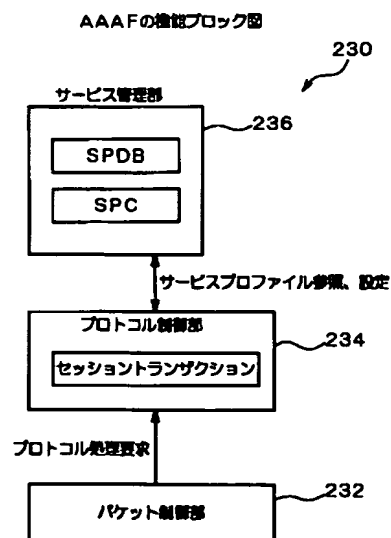 AAAFの機能ブロック図
230
サービス管理部
236
SPDB
SPC
サービスプロファイル参照、設定
プロトコル制御部
234
セッショントランザクション
プロトコル処理要求
232
パケット制御部